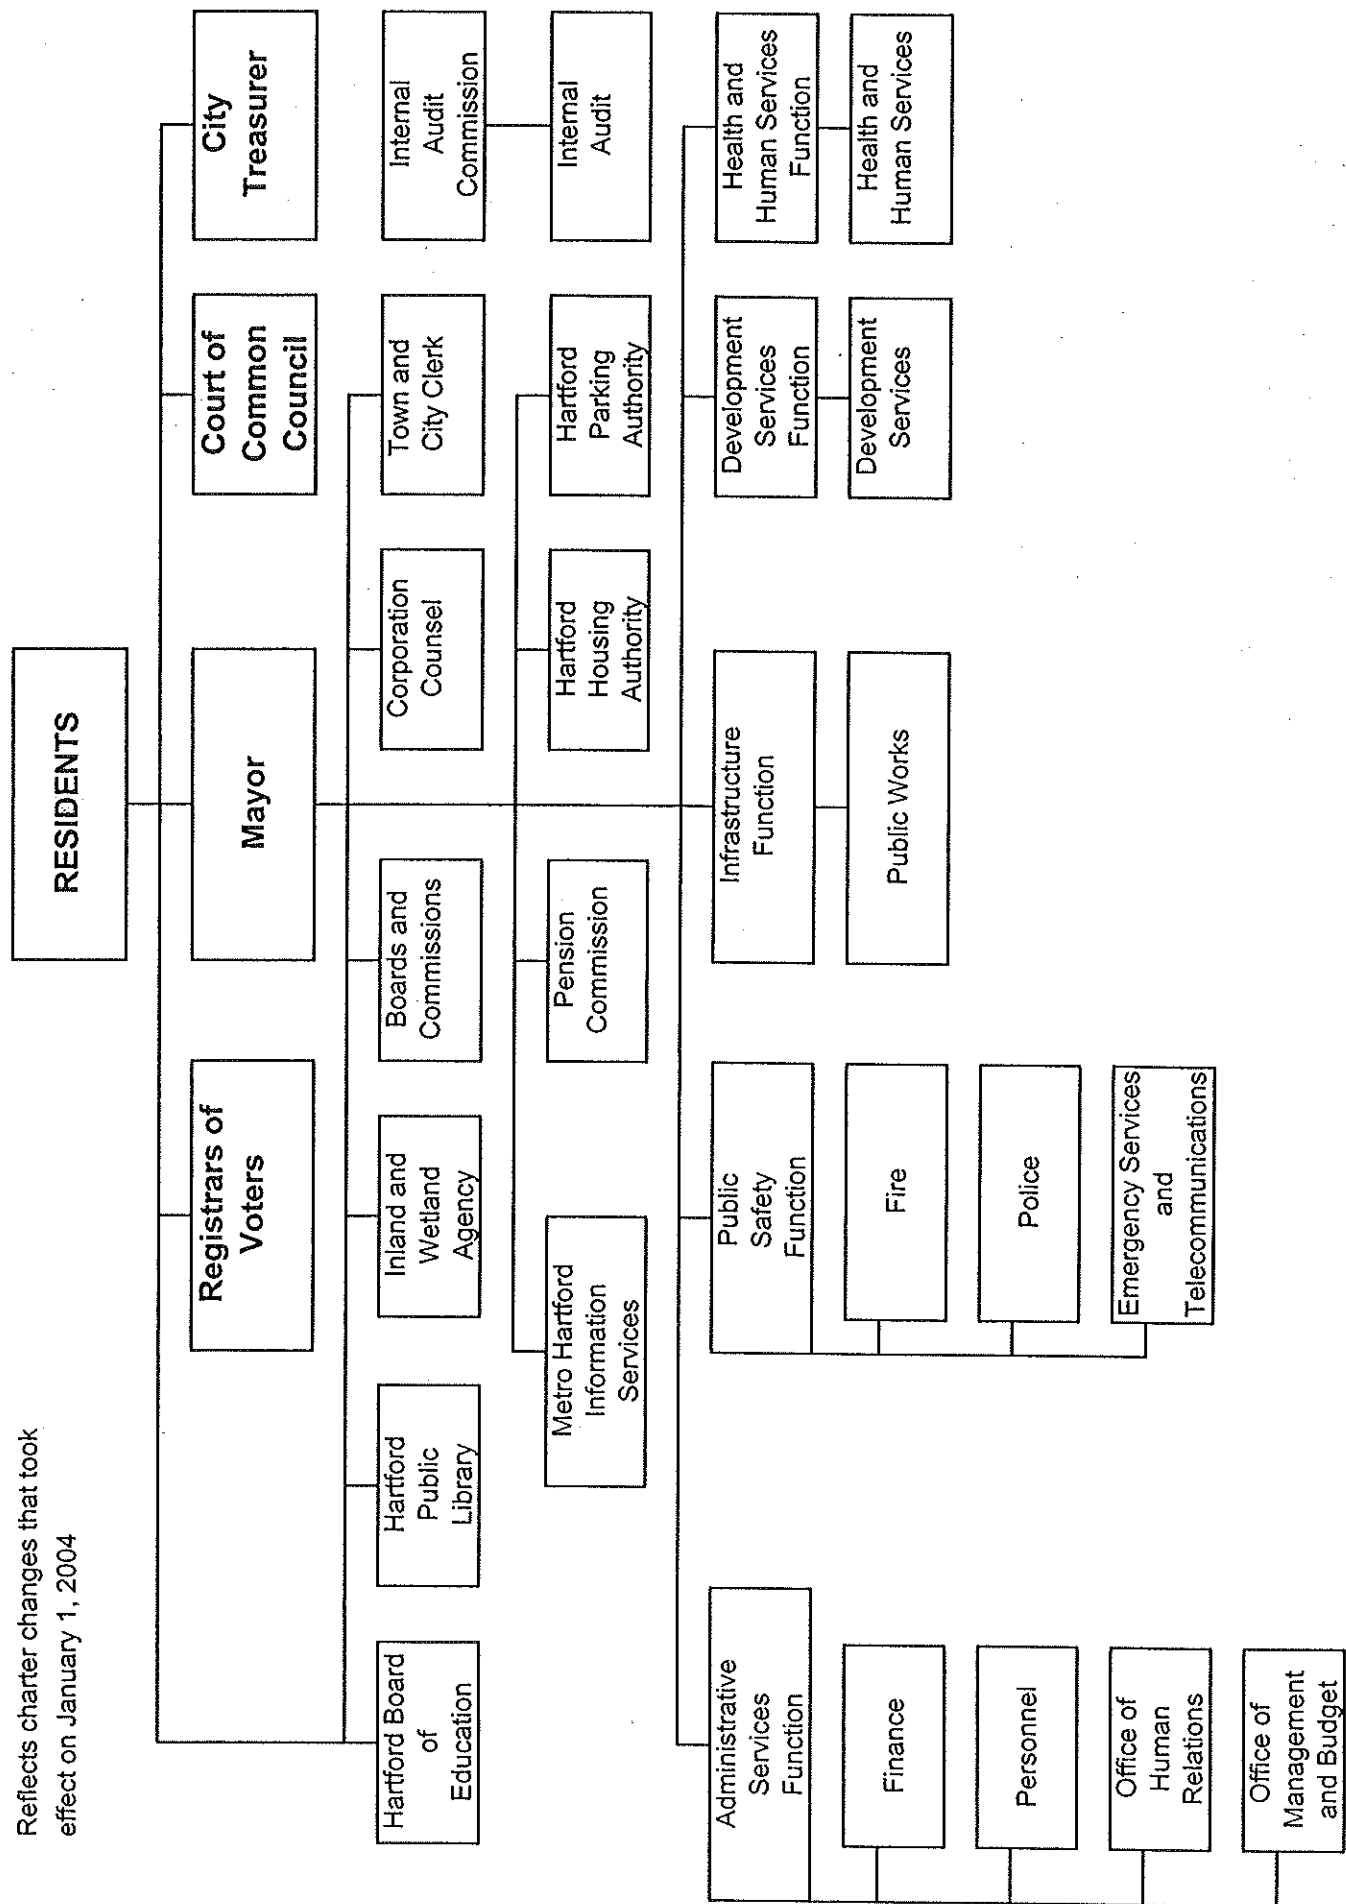 Reflects charter changes that took
effect on January 1, 2004
RESIDENTS
Registrars of
Voters
Mayor
Court of
Common
Council
City
Treasurer
Hartford Board
of
Education
Hartford
Public
Library
Inland and
Wetland
Agency
Boards and
Commissions
Corporation
Counsel
Town and
City Clerk
Internal
Audit
Commission
Metro Hartford
Information
Services
Pension
Commission
Hartford
Housing
Authority
Hartford
Parking
Authority
Internal
Audit
Administrative
Services
Function
Public
Safety
Function
Infrastructure
Function
Development
Services
Function
Health and
Human Services
Function
Finance
Fire
Public Works
Development
Services
Health and
Human Services
Personnel
Police
Office of
Human
Relations
Emergency Services
and
Telecommunications
Office of
Management
and Budget